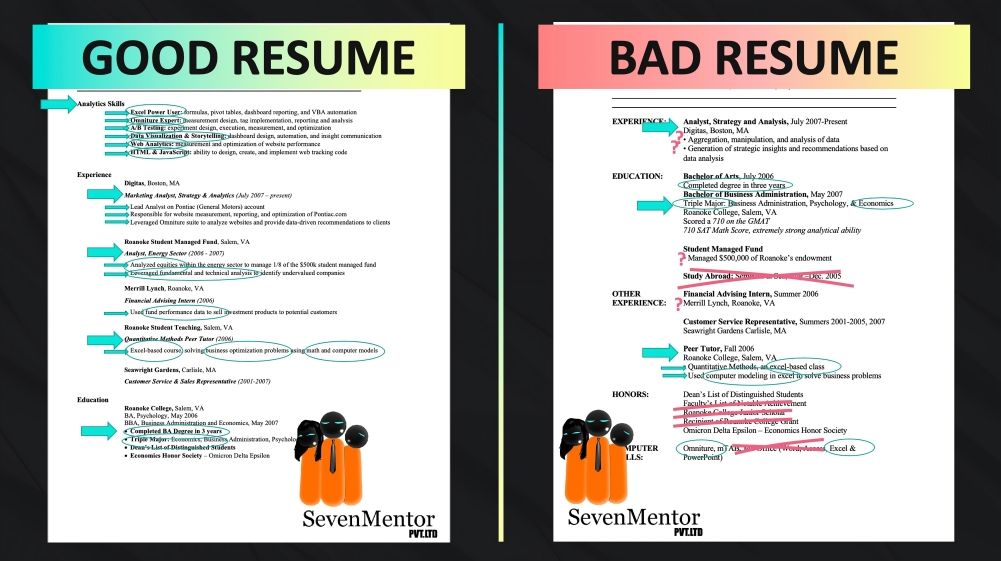 GOOD RESUME
Analytics Skills
Excel Power User: formulas, pivot tables, dashboard reporting, and VBA automation
Omniture Expert: measurement design, tag implementation, reporting and analysis
A/B Testing: experiment design, execution, measurement, and optimization
Data Visualization & Storytelling: dashboard design, automation, and insight communication
Web Analytics: measurement and optimization of website performance
HTML & JavaScript: ability to design, create, and implement web tracking code
Experience
Digitas, Boston, MA
Marketing Analyst, Strategy & Analytics (July 2007 – present)
Lead Analyst on Pontiac (General Motors) account
Responsible for website measurement, reporting, and optimization of Pontiac.com
Leveraged Omniture suite to analyze websites and provide data-driven recommendations to clients
Roanoke Student Managed Fund, Salem, VA
Analyst, Energy Sector (2006 - 2007)
Analyzed equities within the energy sector to manage 1/8 of the $500k student managed fund
Leveraged fundamental and technical analysis to identify undervalued companies
Merrill Lynch, Roanoke, VA
Financial Advising Intern (2006)
Used fund performance data to sell investment products to potential customers
Roanoke Student Teaching, Salem, VA
Quantitative Methods Peer Tutor (2006)
Excel-based course: solving business optimization problems using math and computer models
Seawright Gardens, Carlisle, MA
Customer Service & Sales Representative (2001-2007)
Education
Roanoke College, Salem, VA
BA, Psychology, May 2006
BBA, Business Administration and Economics, May 2007
• Completed BA Degree in 3 years
• Triple Major: Economics, Business Administration, Psycholo
• Dean's List of Distinguished Students
• Economics Honor Society – Omicron Delta Epsilon
SevenMentor
PVT.LTD
BAD RESUME
EXPERIENCE:
Analyst, Strategy and Analysis, July 2007-Present
Digitas, Boston, MA
? • Aggregation, manipulation, and analysis of data
? • Generation of strategic insights and recommendations based on
data analysis
EDUCATION:
Bachelor of Arts, July 2006
Completed degree in three years
Bachelor of Business Administration, May 2007
Triple Major: Business Administration, Psychology, & Economics
Roanoke College, Salem, VA
Scored a 710 on the GMAT
710 SAT Math Score, extremely strong analytical ability
Student Managed Fund
? Managed $500,000 of Roanoke's endowment
Study Abroad: Dec. 2005
OTHER EXPERIENCE:
Financial Advising Intern, Summer 2006
? Merrill Lynch, Roanoke, VA
Customer Service Representative, Summers 2001-2005, 2007
Seawright Gardens Carlisle, MA
Peer Tutor, Fall 2006
Roanoke College, Salem, VA
Quantitative Methods, an excel-based class
Used computer modeling in excel to solve business problems
HONORS:
Dean's List of Distinguished Students
Faculty's List of Notable Achievement
Roanoke College Junior Scholar
Recipient of Roanoke College Grant
Omicron Delta Epsilon – Economics Honor Society
Omniture, Office (Word, Access, Excel &
PowerPoint)
SevenMentor
PVT.LTD